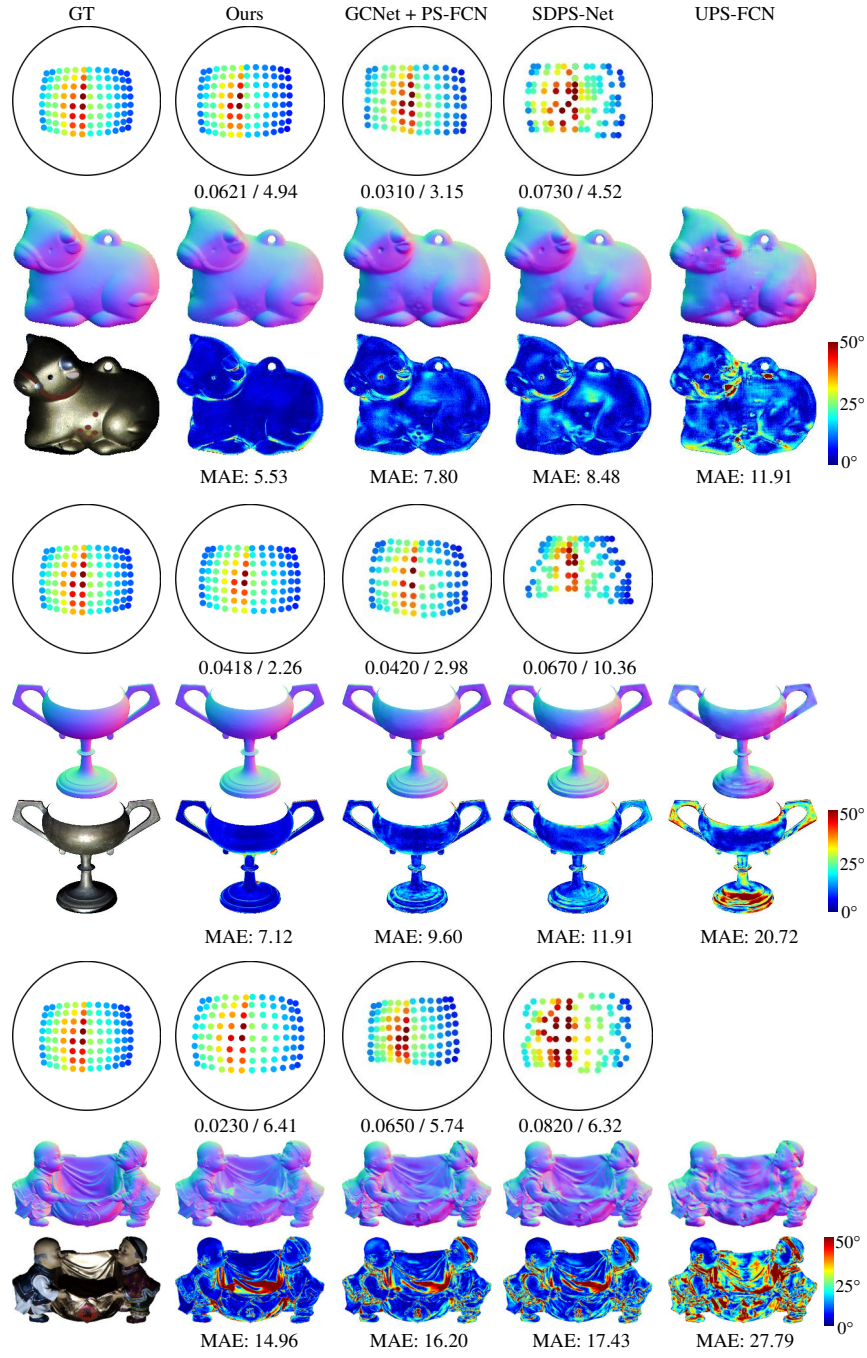 GT Ours GCNet + PS-FCN SDPS-Net UPS-FCN
0.0621 / 4.94 0.0310 / 3.15 0.0730 / 4.52
50°
25°
0°
MAE: 5.53 MAE: 7.80 MAE: 8.48 MAE: 11.91
0.0418 / 2.26 0.0420 / 2.98 0.0670 / 10.36
50°
25°
0°
MAE: 7.12 MAE: 9.60 MAE: 11.91 MAE: 20.72
0.0230 / 6.41 0.0650 / 5.74 0.0820 / 6.32
50°
25°
0°
MAE: 14.96 MAE: 16.20 MAE: 17.43 MAE: 27.79